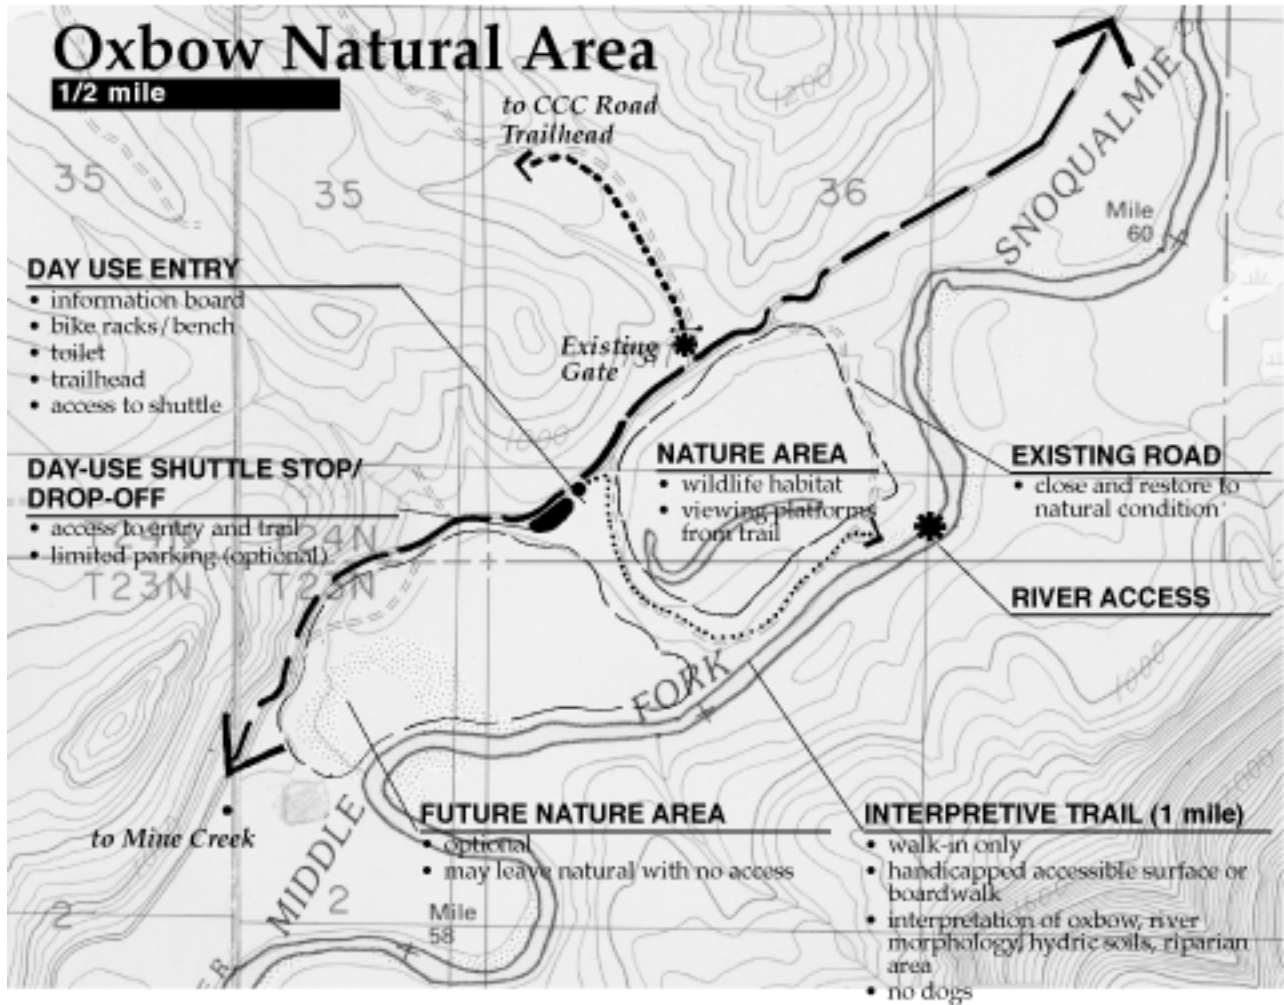 Oxbow Natural Area
1/2 mile
to CCC Road
Trailhead
35
35
36
1200
SNOQUALMIE
Mile
60
DAY USE ENTRY
• information board
• bike racks / bench
• toilet
• trailhead
• access to shuttle
Existing
Gate
1000
DAY-USE SHUTTLE STOP/
DROP-OFF
• access to entry and trail
• limited parking (optional)
T24N
T23N
T23N
NATURE AREA
• wildlife habitat
• viewing platforms
from trail
EXISTING ROAD
• close and restore to
natural condition
RIVER ACCESS
FORK
1000
to Mine Creek
MIDDLE
FUTURE NATURE AREA
• optional
• may leave natural with no access
INTERPRETIVE TRAIL (1 mile)
• walk-in only
• handicapped accessible surface or
boardwalk
• interpretation of oxbow, river
morphology, hydric soils, riparian
area
• no dogs
2
2
Mile
58